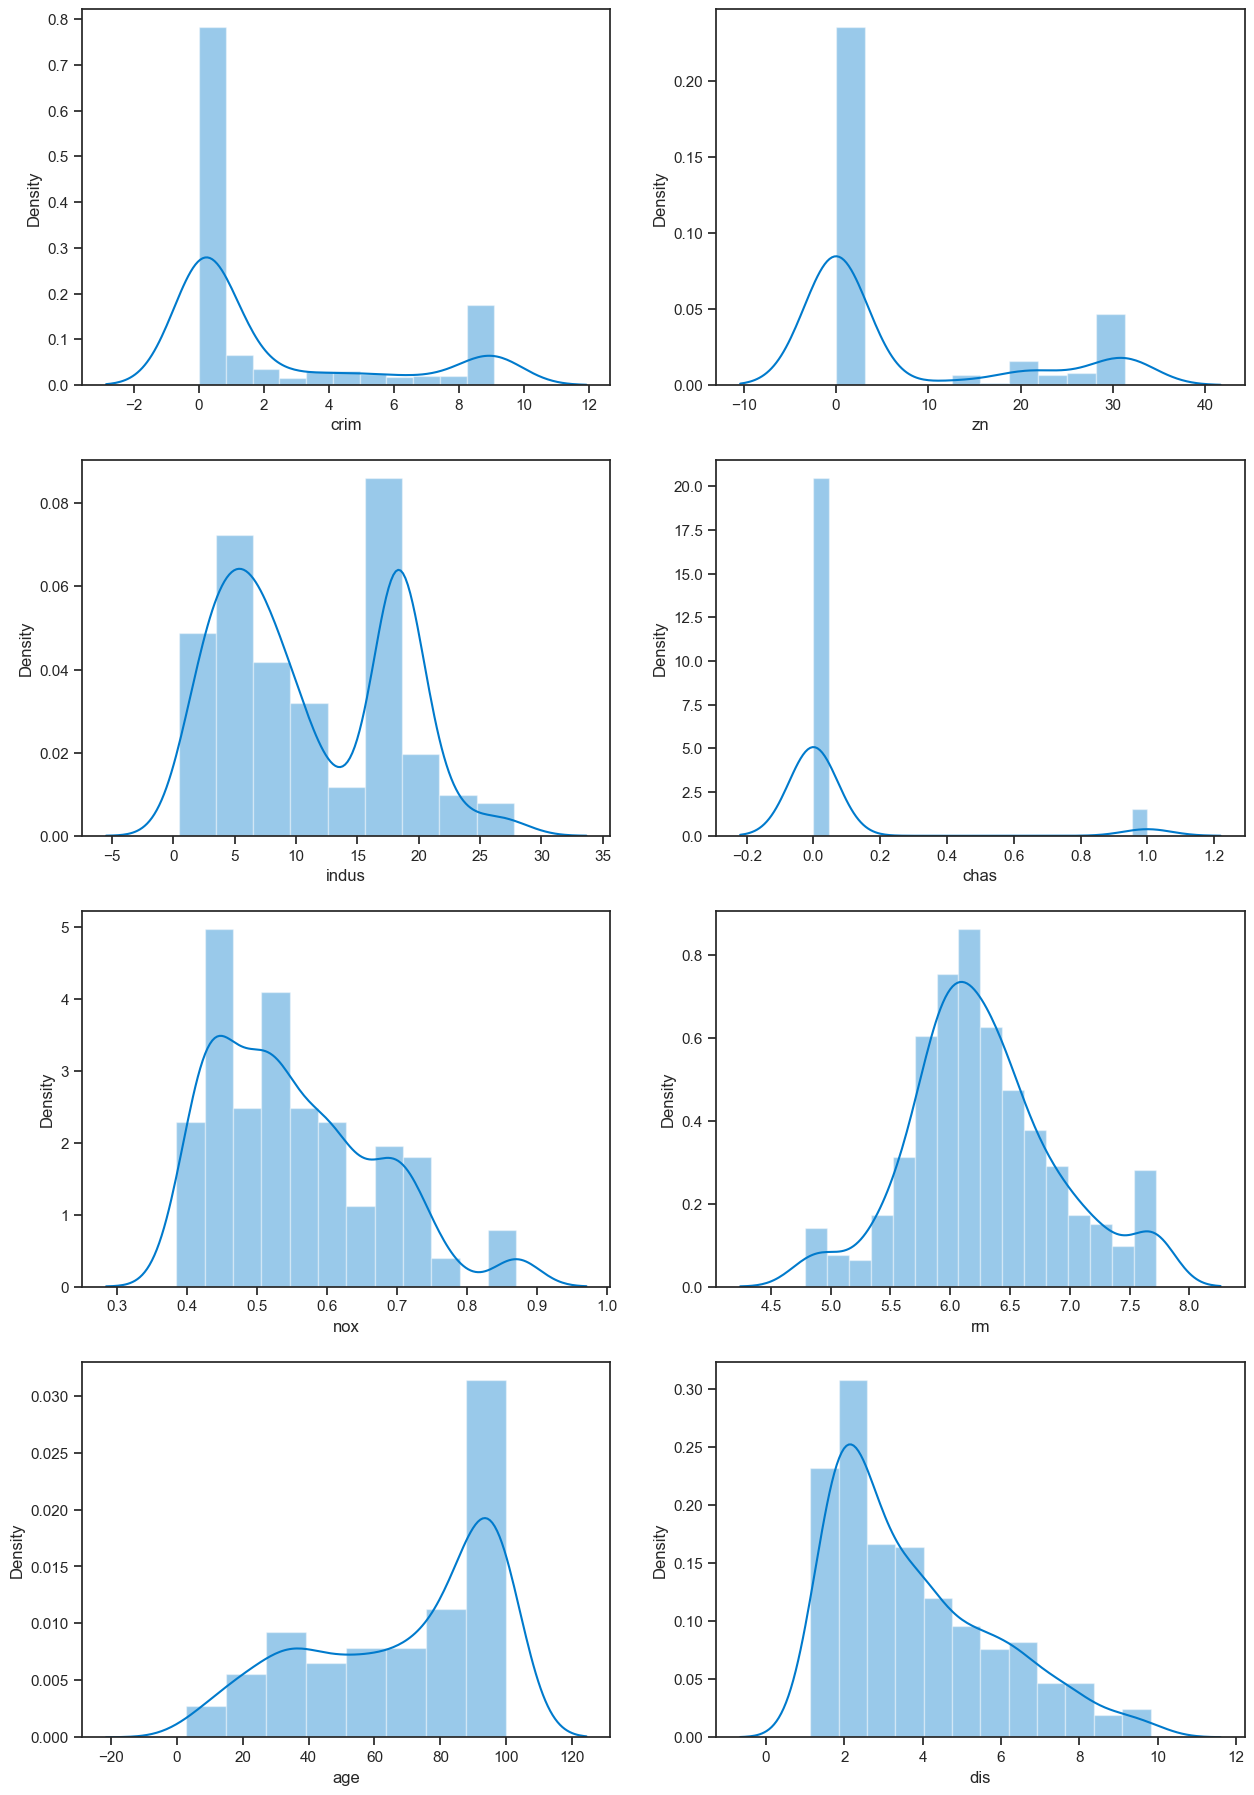 0.8
0.7
0.6
0.5
0.4
0.3
0.2
0.1
0.0
Density
−2 0 2 4 6 8 10 12
crim
0.20
0.15
0.10
0.05
0.00
Density
−10 0 10 20 30 40
zn
0.08
0.06
0.04
0.02
0.00
Density
−5 0 5 10 15 20 25 30 35
indus
20.0
17.5
15.0
12.5
10.0
7.5
5.0
2.5
0.0
Density
−0.2 0.0 0.2 0.4 0.6 0.8 1.0 1.2
chas
5
4
3
2
1
0
Density
0.3 0.4 0.5 0.6 0.7 0.8 0.9 1.0
nox
0.8
0.6
0.4
0.2
0.0
Density
4.5 5.0 5.5 6.0 6.5 7.0 7.5 8.0
rm
0.030
0.025
0.020
0.015
0.010
0.005
0.000
Density
−20 0 20 40 60 80 100 120
age
0.30
0.25
0.20
0.15
0.10
0.05
0.00
Density
0 2 4 6 8 10 12
dis